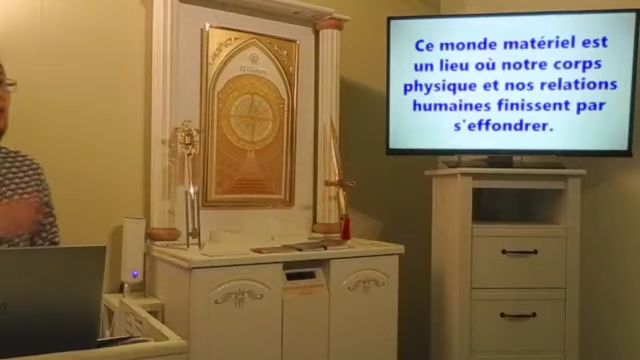 Ce monde matériel est
un lieu où notre corps
physique et nos relations
humaines finissent par
s'effondrer.